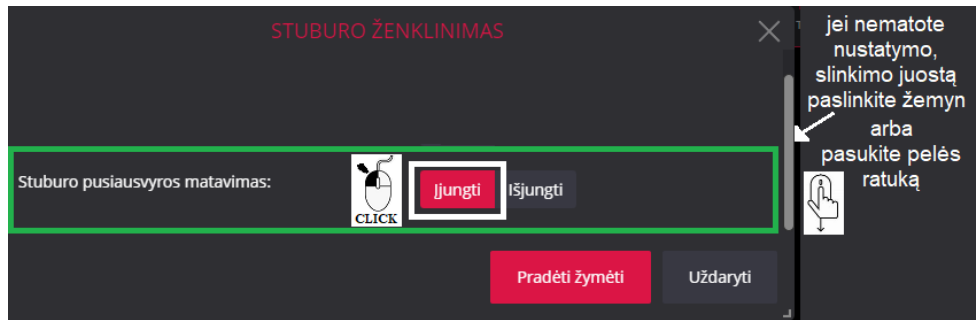 STUBURO ŽENKLINIMAS
Stuburo pusiausvyros matavimas:
CLICK
Įjungti
Išjungti
Pradėti žymėti
Uždaryti
jei nematote
nustatymo,
slinkimo juostą
paslinkite žemyn
arba
pasukite pelės
ratuką